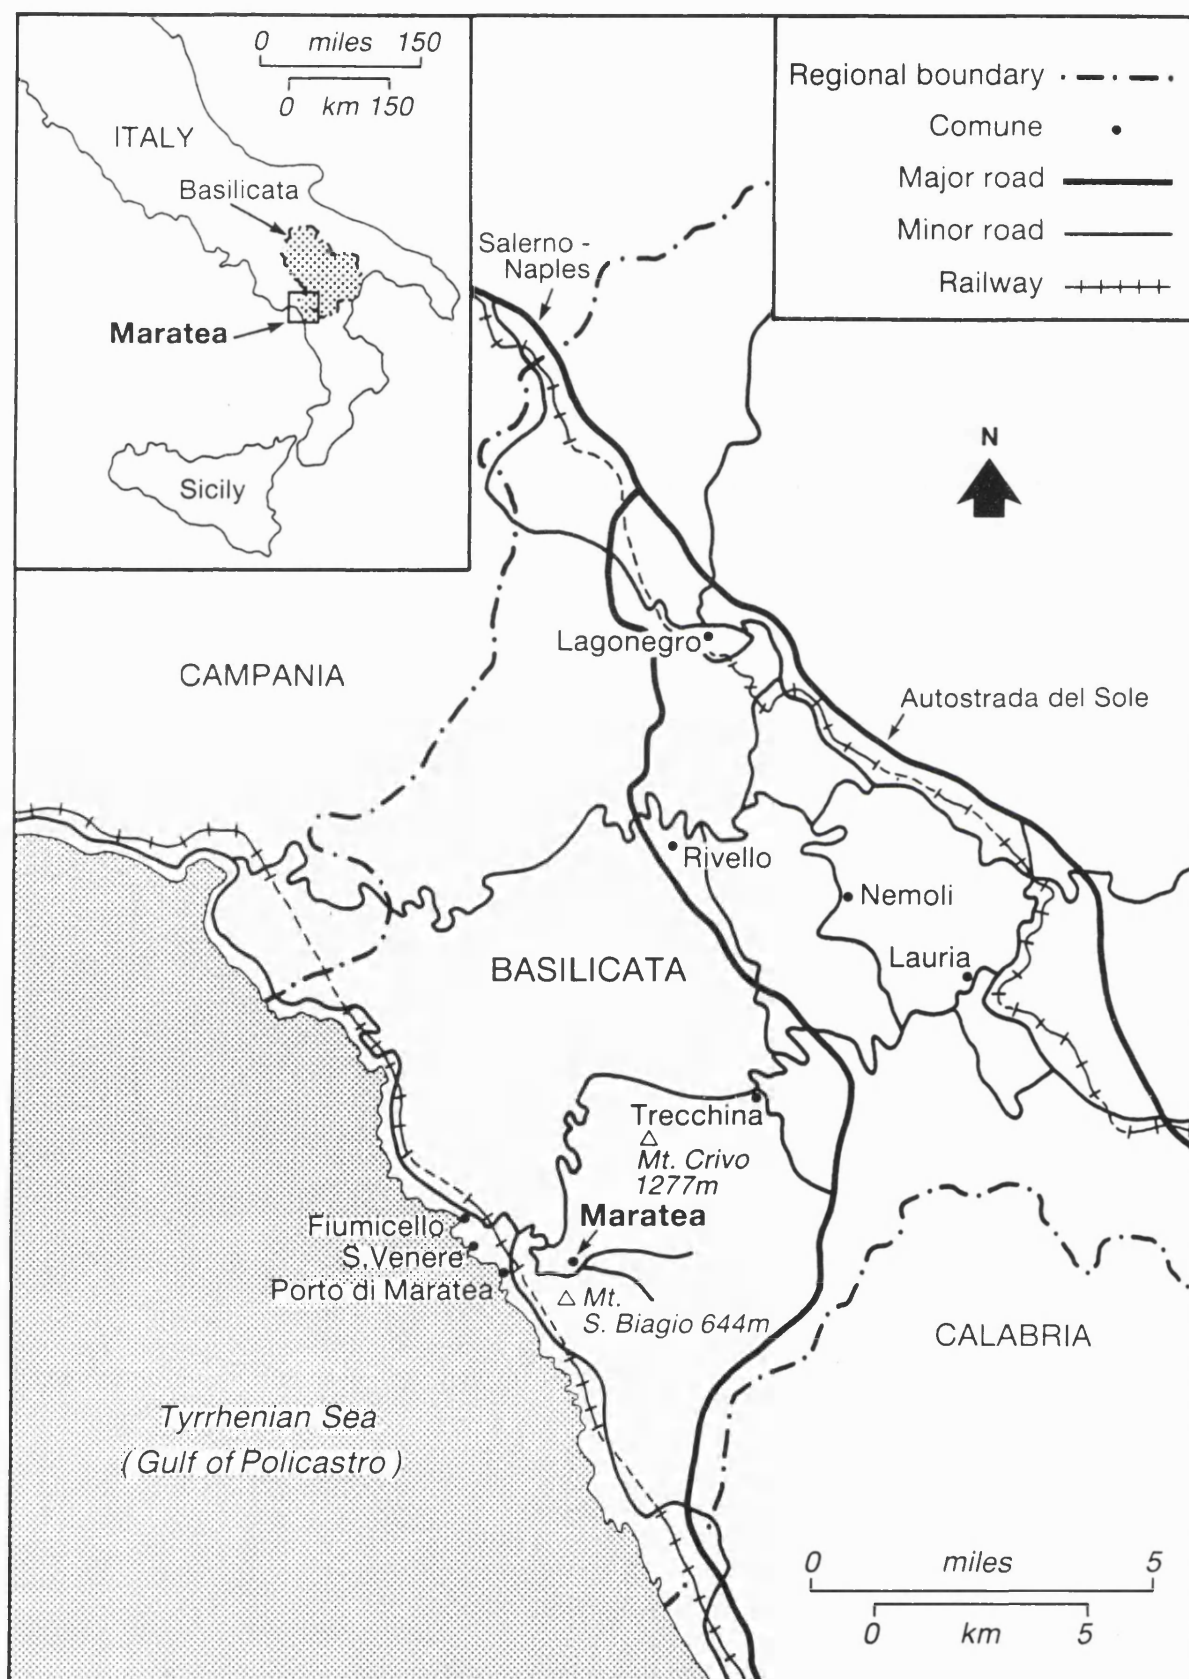 0 miles 150
0 km 150
ITALY
Basilicata
Maratea
Sicily
Regional boundary
Comune
Major road
Minor road
Railway
Salerno -
Naples
N
Lagonegro
CAMPANIA
Autostrada del Sole
Rivello
Nemoli
Lauria
BASILICATA
Trecchina
Mt. Crivo
1277m
Maratea
Fiumicello
S.Venere
Porto di Maratea
Mt.
S. Biagio 644m
CALABRIA
Tyrrhenian Sea
(Gulf of Policastro)
0 miles 5
0 km 5